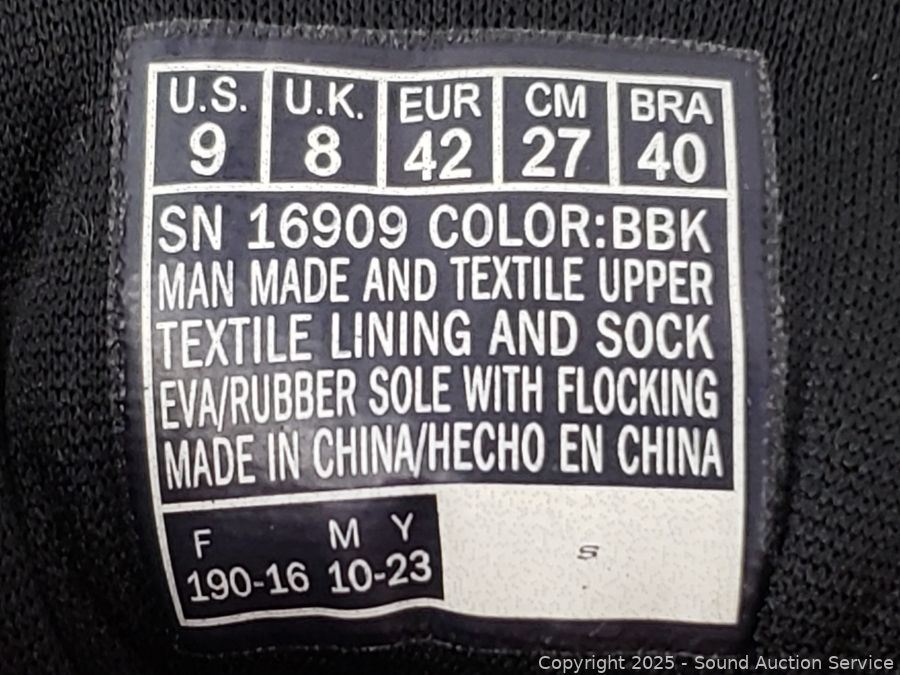 U.S. U.K. EUR CM BRA
9 8 42 27 40
SN 16909 COLOR:BBK
MAN MADE AND TEXTILE UPPER
TEXTILE LINING AND SOCK
EVA/RUBBER SOLE WITH FLOCKING
MADE IN CHINA/HECHO EN CHINA
F M Y
190-16 10-23
S
Copyright 2025 - Sound Auction Service